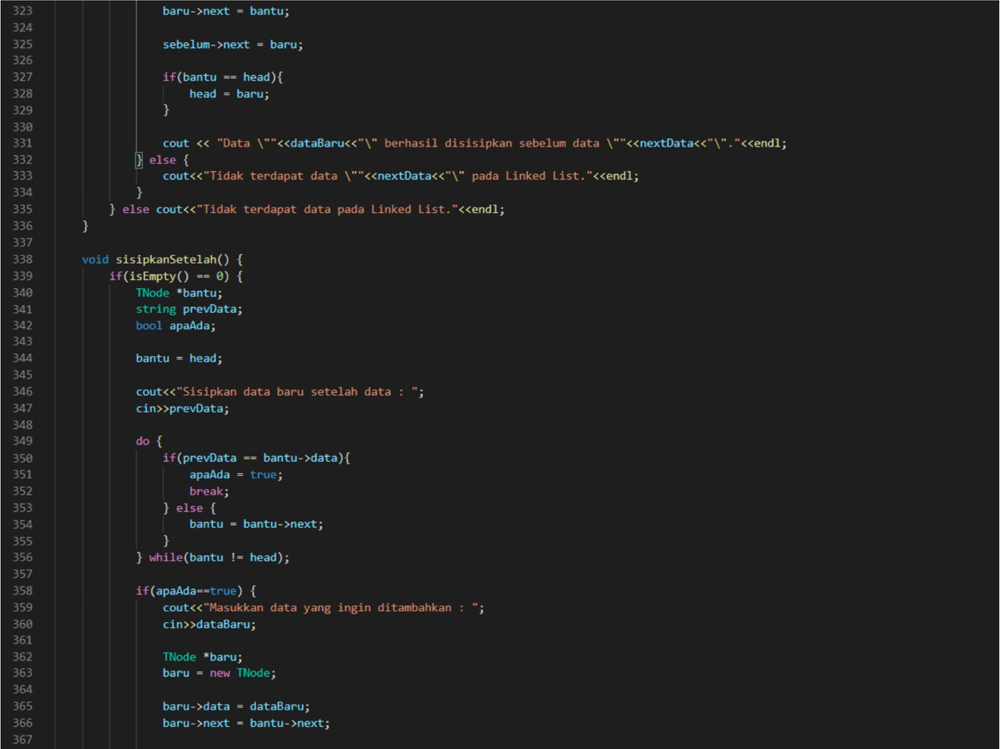 323 baru->next = bantu;
324
325 sebelum->next = baru;
326
327 if(bantu == head){
328 head = baru;
329 }
330
331 cout << "Data \""<<dataBaru<<"\" berhasil disisipkan sebelum data \""<<nextData<<"\"."<<endl;
332 } else {
333 cout<<"Tidak terdapat data \""<<nextData<<"\" pada Linked List."<<endl;
334 }
335 } else cout<<"Tidak terdapat data pada Linked List."<<endl;
336 }
337
338 void sisipkanSetelah() {
339 if(isEmpty() == 0) {
340 TNode *bantu;
341 string prevData;
342 bool apaAda;
343
344 bantu = head;
345
346 cout<<"Sisipkan data baru setelah data : ";
347 cin>>prevData;
348
349 do {
350 if(prevData == bantu->data){
351 apaAda = true;
352 break;
353 } else {
354 bantu = bantu->next;
355 }
356 } while(bantu != head);
357
358 if(apaAda==true) {
359 cout<<"Masukkan data yang ingin ditambahkan : ";
360 cin>>dataBaru;
361
362 TNode *baru;
363 baru = new TNode;
364
365 baru->data = dataBaru;
366 baru->next = bantu->next;
367